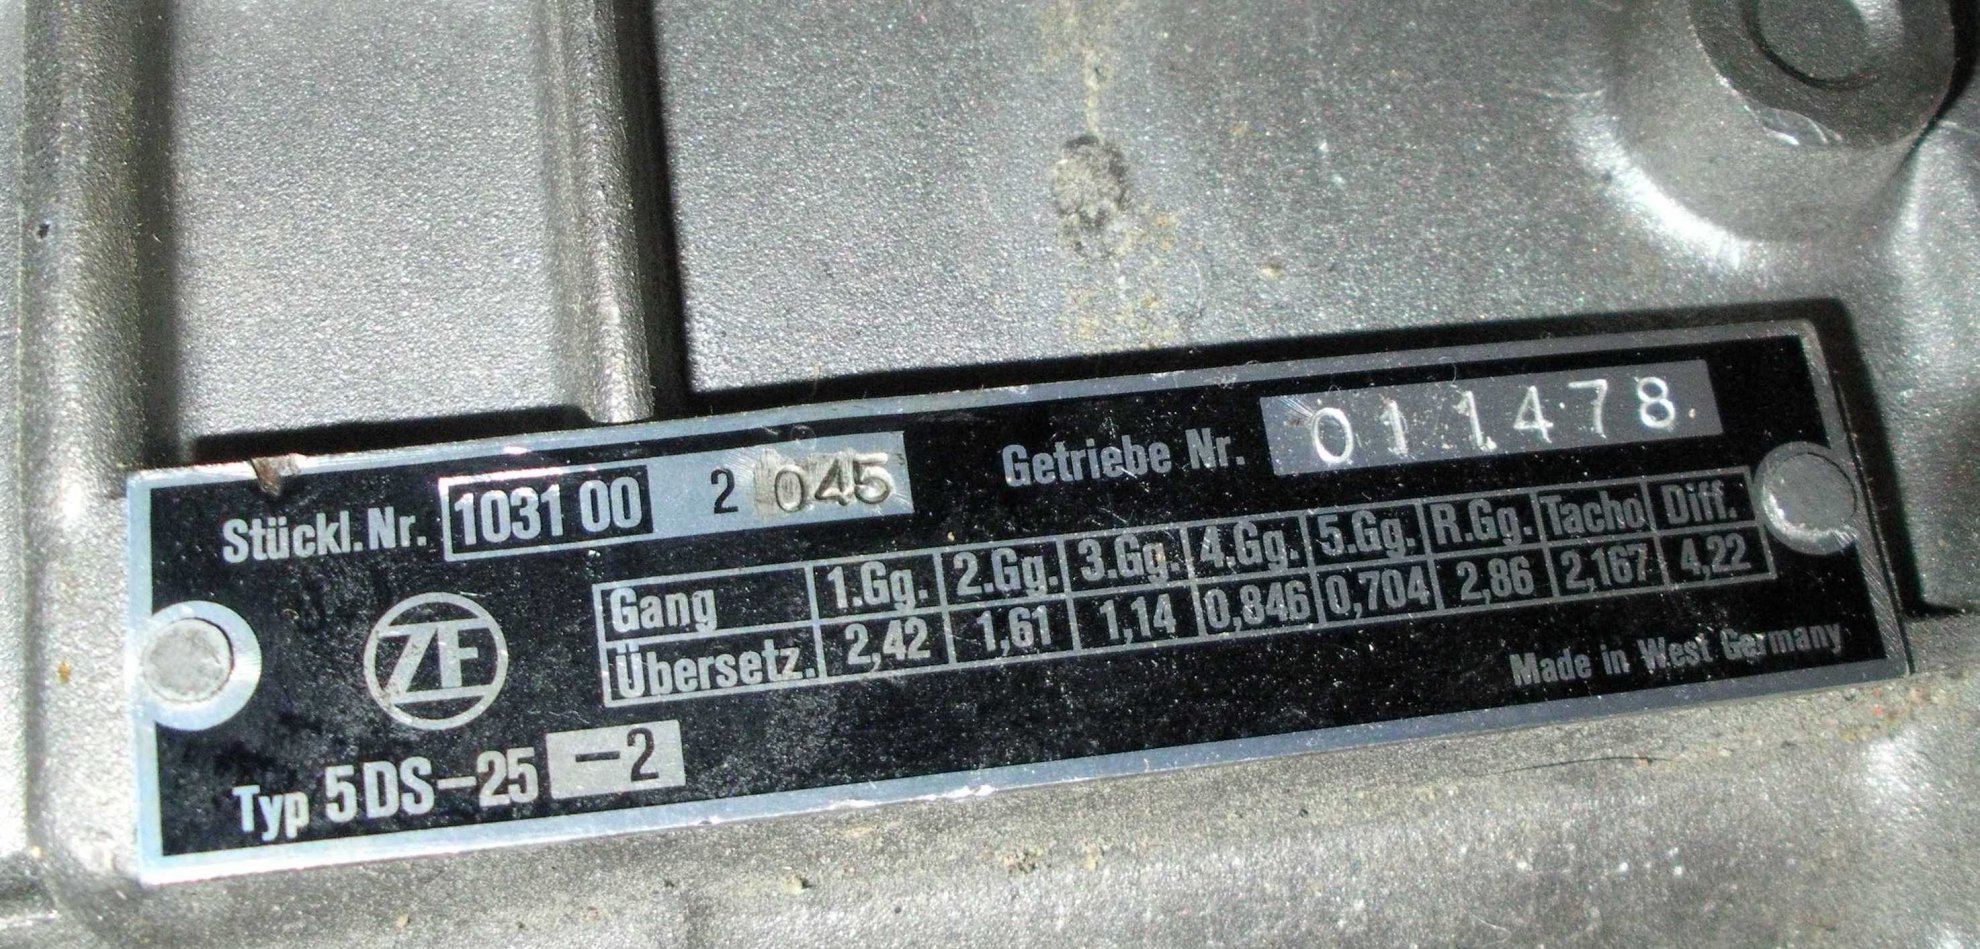 Stückl.Nr. 1031 00 2 045 Getriebe Nr. 011478
Gang 1.Gg. 2.Gg. 3.Gg. 4.Gg. 5.Gg. R.Gg. Tacho Diff.
Übersetz. 2,42 1,61 1,14 0,846 0,704 2,86 2,167 4,22
ZF
Made in West Germany
Typ 5DS-25 -2